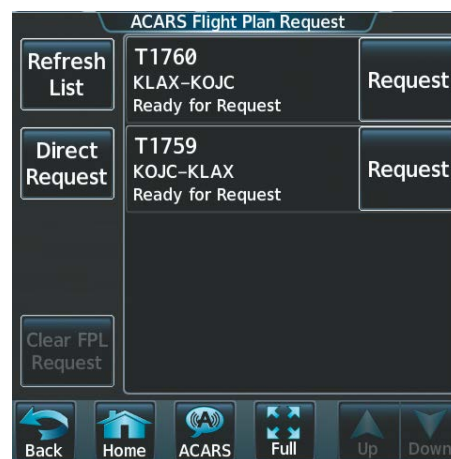 ACARS Flight Plan Request
Refresh
List
T1760
KLAX–KOJC
Ready for Request
Request
Direct
Request
T1759
KOJC–KLAX
Ready for Request
Request
Clear FPL
Request
Back
Home
ACARS
Full
Up
Down